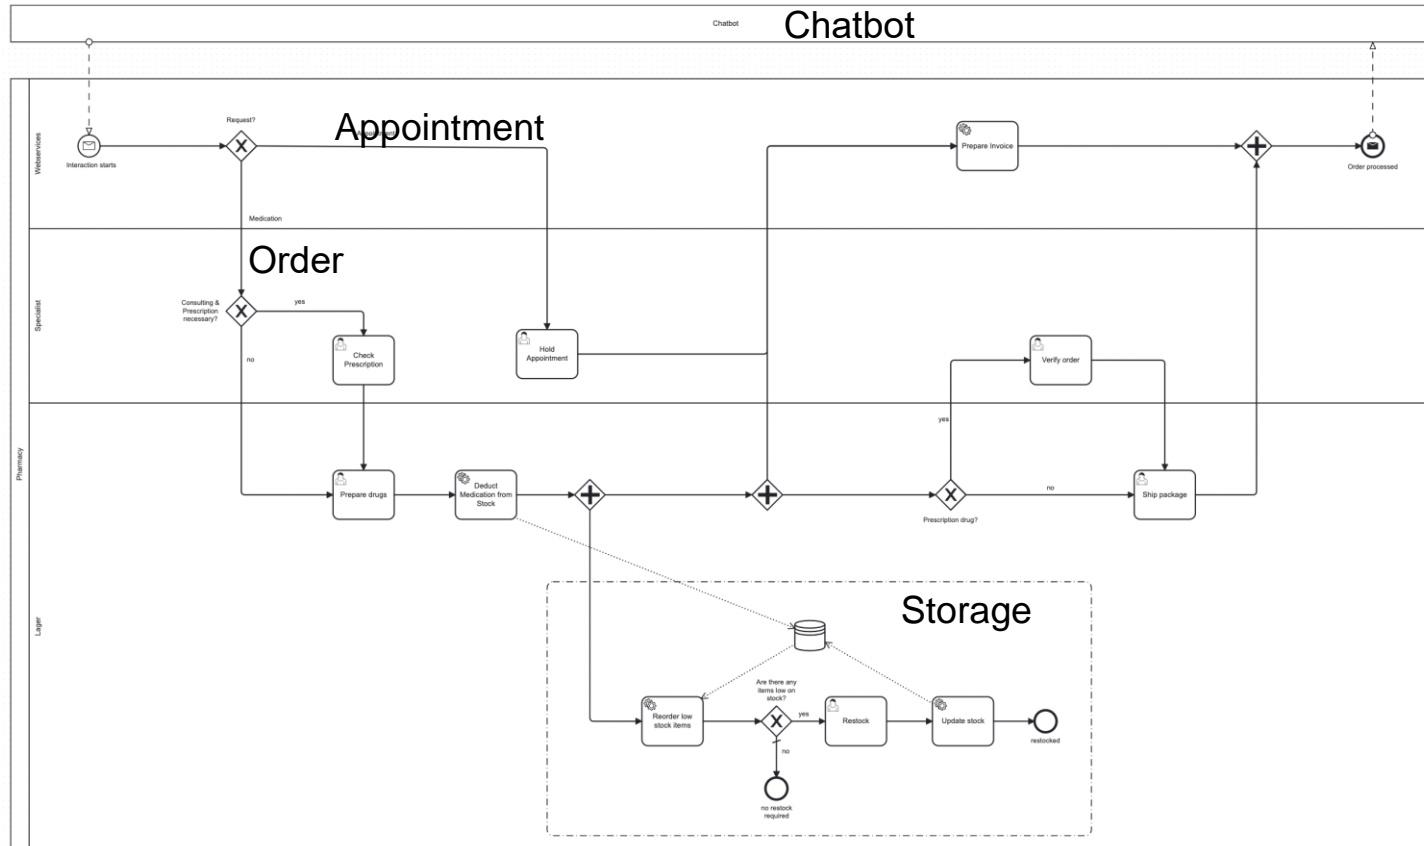 Chatbot
Chatbot
Pharmacy
Webservices
Interaction starts
Request?
Appointment
Medication
Prepare Invoice
Order processed
Specialist
Order
Consulting &
Prescription
necessary?
yes
no
Check
Prescription
Hold
Appointment
Verify order
Lager
Prepare drugs
Deduct
Medication from
Stock
yes
Prescription drug?
no
Ship package
Storage
Reorder low
stock items
Are there any
items low on
stock?
yes
no
no restock
required
Restock
Update stock
restocked